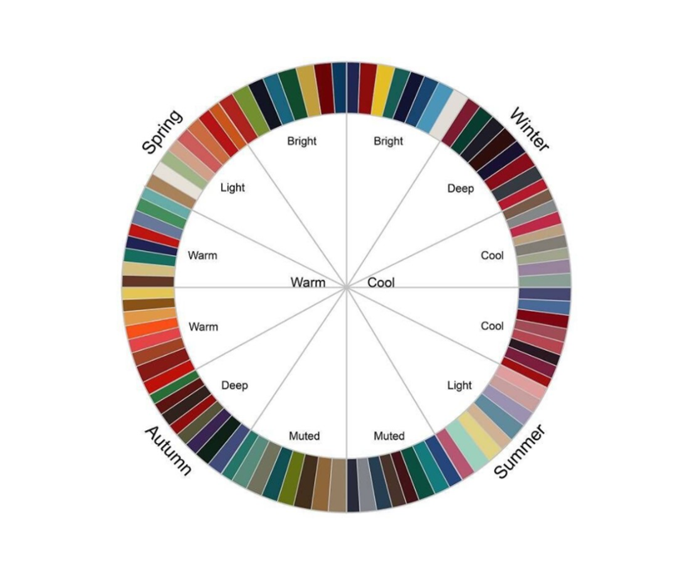 Spring
Winter
Bright
Bright
Light
Deep
Warm
Cool
Warm
Cool
Warm
Cool
Deep
Light
Muted
Muted
Autumn
Summer